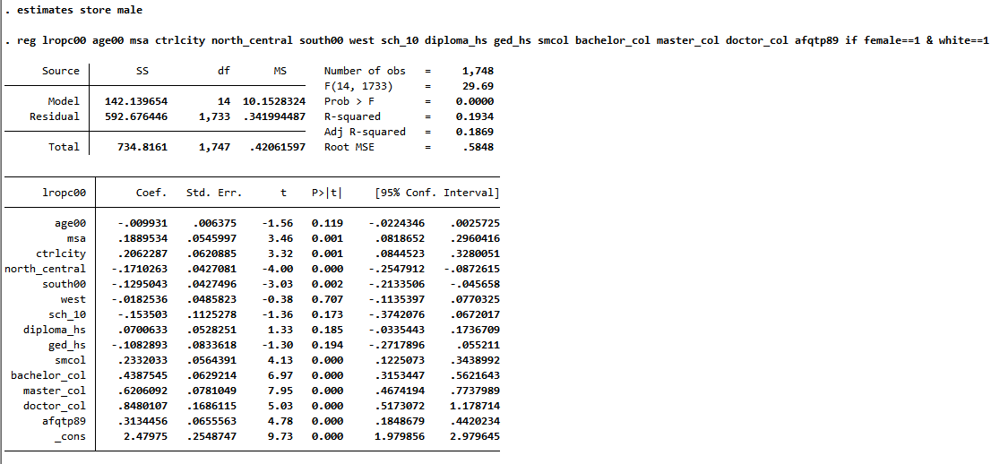 . estimates store male
. reg lropc00 age00 msa ctrlcity north_central south00 west sch_10 diploma_hs ged_hs smcol bachelor_col master_col doctor_col afqtp89 if female==1 & white==1
Source SS df MS Number of obs = 1,748
F(14, 1733) = 29.69
Model 142.139654 14 10.1528324 Prob > F = 0.0000
Residual 592.676446 1,733 .341994487 R-squared = 0.1934
Adj R-squared = 0.1869
Total 734.8161 1,747 .42061597 Root MSE = .5848
lropc00 Coef. Std. Err. t P>|t| [95% Conf. Interval]
age00 -.009931 .006375 -1.56 0.119 -.0224346 .0025725
msa .1889534 .0545997 3.46 0.001 .0818652 .2960416
ctrlcity .2062287 .0620885 3.32 0.001 .0844523 .3280051
north_central -.1710263 .0427081 -4.00 0.000 -.2547912 -.0872615
south00 -.1295043 .0427496 -3.03 0.002 -.2133506 -.045658
west -.0182536 .0485823 -0.38 0.707 -.1135397 .0770325
sch_10 -.153503 .1125278 -1.36 0.173 -.3742076 .0672017
diploma_hs .0700633 .0528251 1.33 0.185 -.0335443 .1736709
ged_hs -.1082893 .0833618 -1.30 0.194 -.2717896 .055211
smcol .2332033 .0564391 4.13 0.000 .1225073 .3438992
bachelor_col .4387545 .0629214 6.97 0.000 .3153447 .5621643
master_col .6206092 .0781049 7.95 0.000 .4674194 .7737989
doctor_col .8480107 .1686115 5.03 0.000 .5173072 1.178714
afqtp89 .3134456 .0655563 4.78 0.000 .1848679 .4420234
_cons 2.47975 .2548747 9.73 0.000 1.979856 2.979645